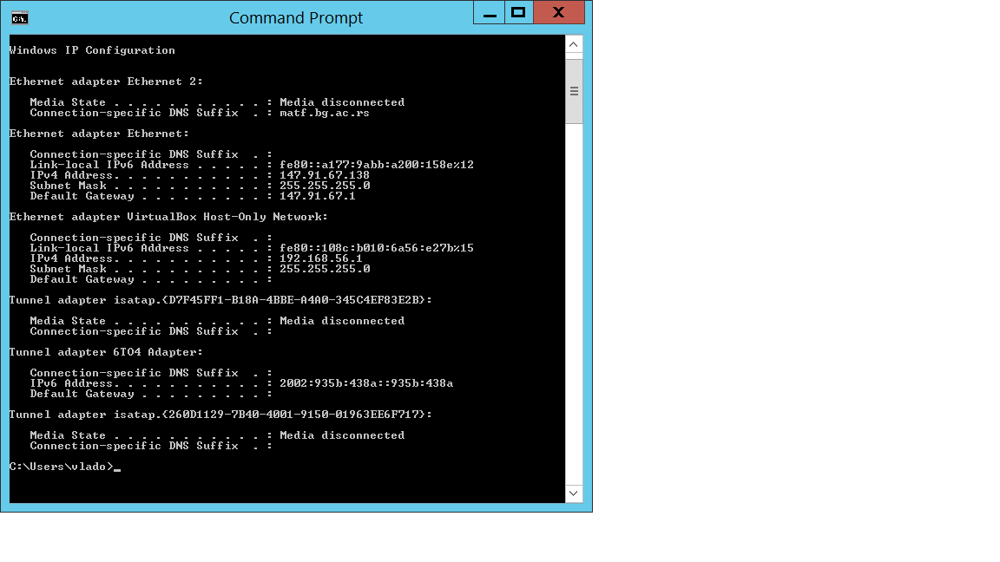 Command Prompt
Windows IP Configuration
Ethernet adapter Ethernet 2:
Media State . . . . . . . . . . . : Media disconnected
Connection-specific DNS Suffix  . : matf.bg.ac.rs
Ethernet adapter Ethernet:
Connection-specific DNS Suffix  . :
Link-local IPv6 Address . . . . . : fe80::a177:9abb:a200:158e%12
IPv4 Address. . . . . . . . . . . : 147.91.67.138
Subnet Mask . . . . . . . . . . . : 255.255.255.0
Default Gateway . . . . . . . . . : 147.91.67.1
Ethernet adapter VirtualBox Host-Only Network:
Connection-specific DNS Suffix  . :
Link-local IPv6 Address . . . . . : fe80::108c:b010:6a56:e27b%15
IPv4 Address. . . . . . . . . . . : 192.168.56.1
Subnet Mask . . . . . . . . . . . : 255.255.255.0
Default Gateway . . . . . . . . . :
Tunnel adapter isatap.{D7F45FF1-B18A-4BBE-A4A0-345C4EF83E2B}:
Media State . . . . . . . . . . . : Media disconnected
Connection-specific DNS Suffix  . :
Tunnel adapter 6TO4 Adapter:
Connection-specific DNS Suffix  . :
IPv6 Address. . . . . . . . . . . : 2002:935b:438a::935b:438a
Default Gateway . . . . . . . . . :
Tunnel adapter isatap.{260D1129-7B40-4001-9150-01963EE6F717}:
Media State . . . . . . . . . . . : Media disconnected
Connection-specific DNS Suffix  . :
C:\Users\vlado>_